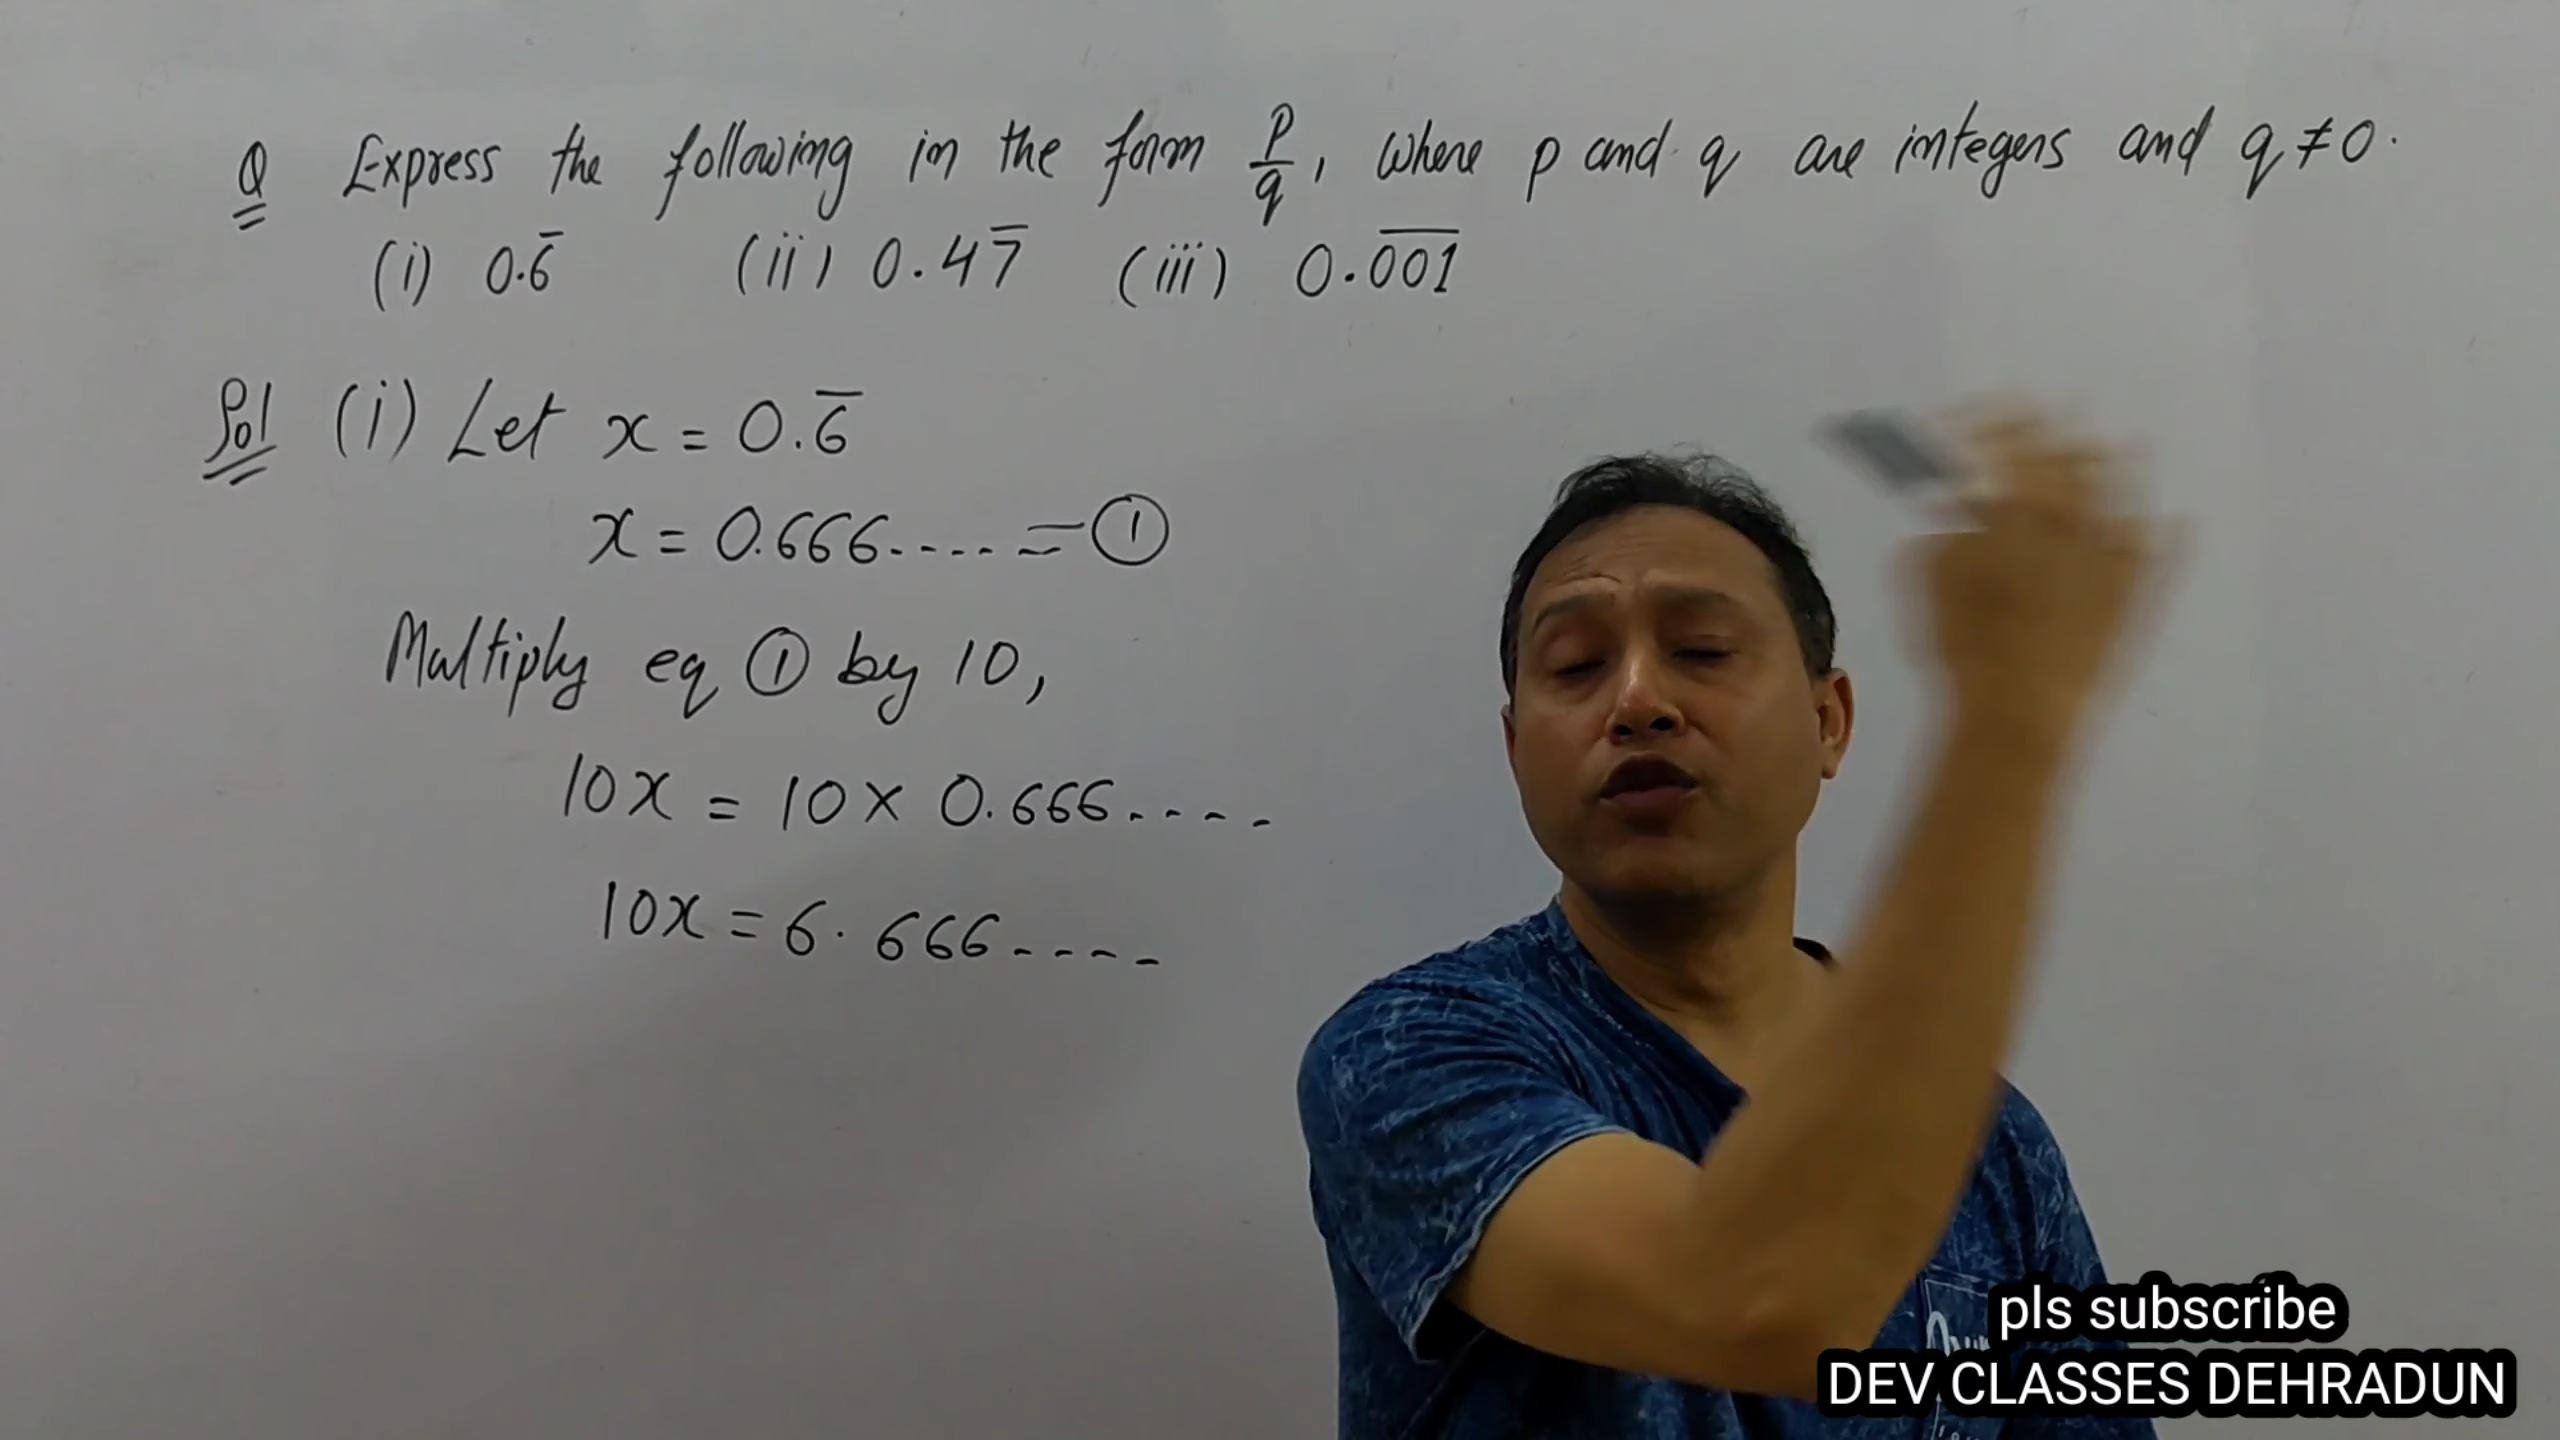 Q Express the following in the form p/q, where p and q are integers and q ≠ 0.
(i) 0.6̅ (ii) 0.47̅ (iii) 0.0̅0̅1̅
Sol (i) Let x = 0.6̅
x = 0.666.... — ①
Multiply eq ① by 10,
10x = 10 × 0.666....
10x = 6.666....
pls subscribe
DEV CLASSES DEHRADUN